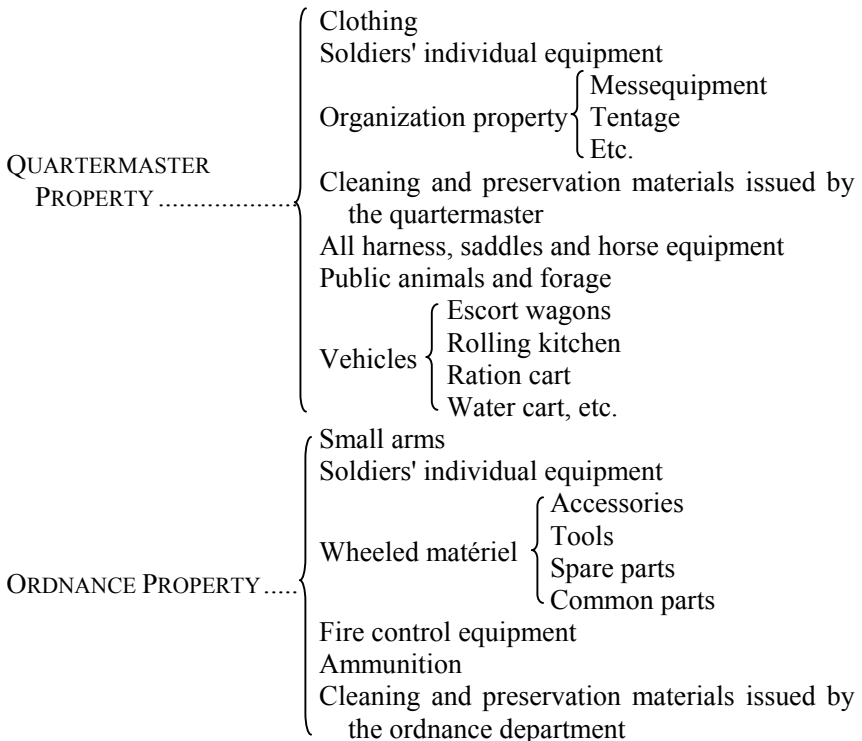 Clothing
Soldiers' individual equipment
Messequipment
Organization property
Tentage
Etc.
QUARTERMASTER
PROPERTY ....................
Cleaning and preservation materials issued by
the quartermaster
All harness, saddles and horse equipment
Public animals and forage
Escort wagons
Rolling kitchen
Vehicles
Ration cart
Water cart, etc.
Small arms
Soldiers' individual equipment
Accessories
Tools
Wheeled matériel
Spare parts
Common parts
ORDNANCE PROPERTY .....
Fire control equipment
Ammunition
Cleaning and preservation materials issued by
the ordnance department